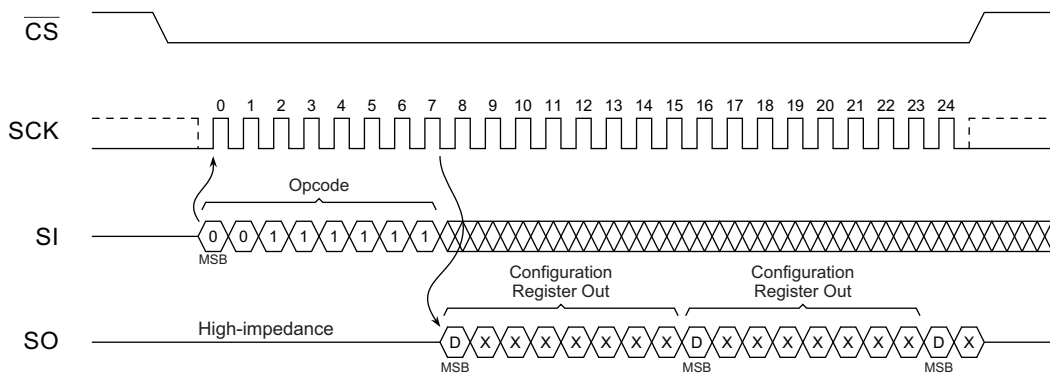 CS
0 1 2 3 4 5 6 7 8 9 10 11 12 13 14 15 16 17 18 19 20 21 22 23 24
SCK
Opcode
SI
0 0 1 1 1 1 1 1
MSB
Configuration
Register Out
Configuration
Register Out
High-impedance
SO
D X X X X X X X D X X X X X X X D X
MSB MSB MSB